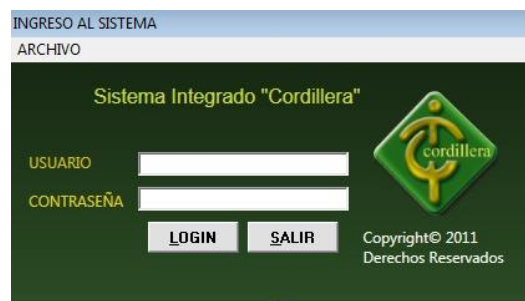 INGRESO AL SISTEMA
ARCHIVO
Sistema Integrado "Cordillera"
cordillera
USUARIO
CONTRASEÑA
LOGIN SALIR
Copyright© 2011
Derechos Reservados